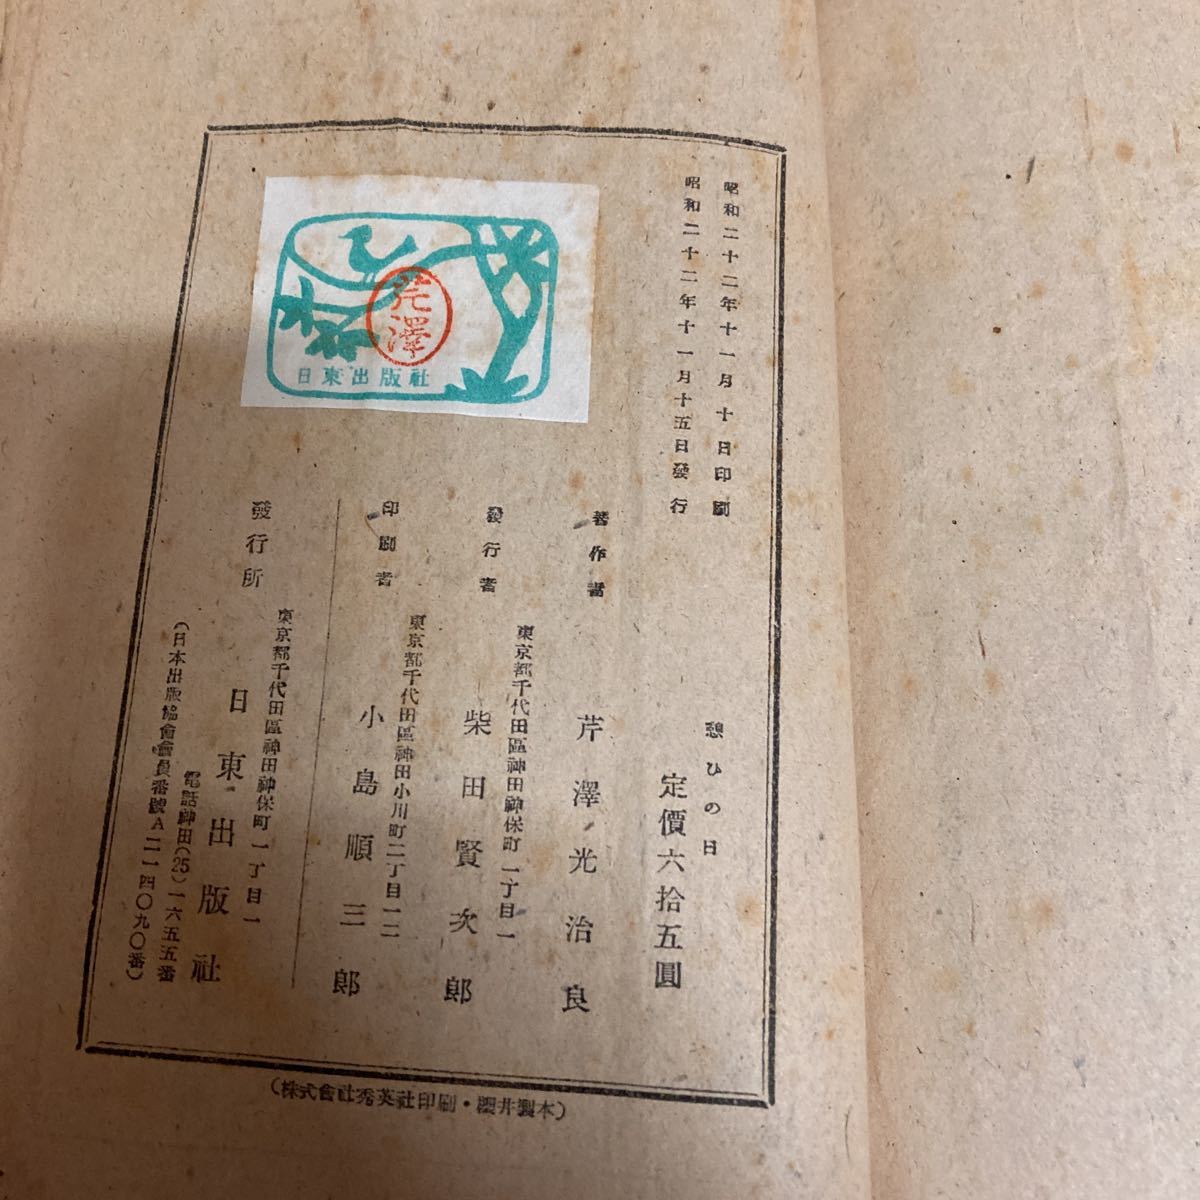 昭和二十二年十一月十日印刷
昭和二十二年十一月十五日發行
憩ひの日
定價六拾五圓
著作者
芹澤光治良
發行者
東京都千代田區神田神保町一丁目一
柴田賢次郎
印刷者
東京都千代田區神田小川町二丁目一二
小島順三郎
發行所
東京都千代田區神田神保町一丁目一
日東出版社
電話神田(25)一六五五番
(日本出版協會會員番號A二一四〇九〇番)
芹澤
日東出版社
(株式會社秀英社印刷・櫻井製本)